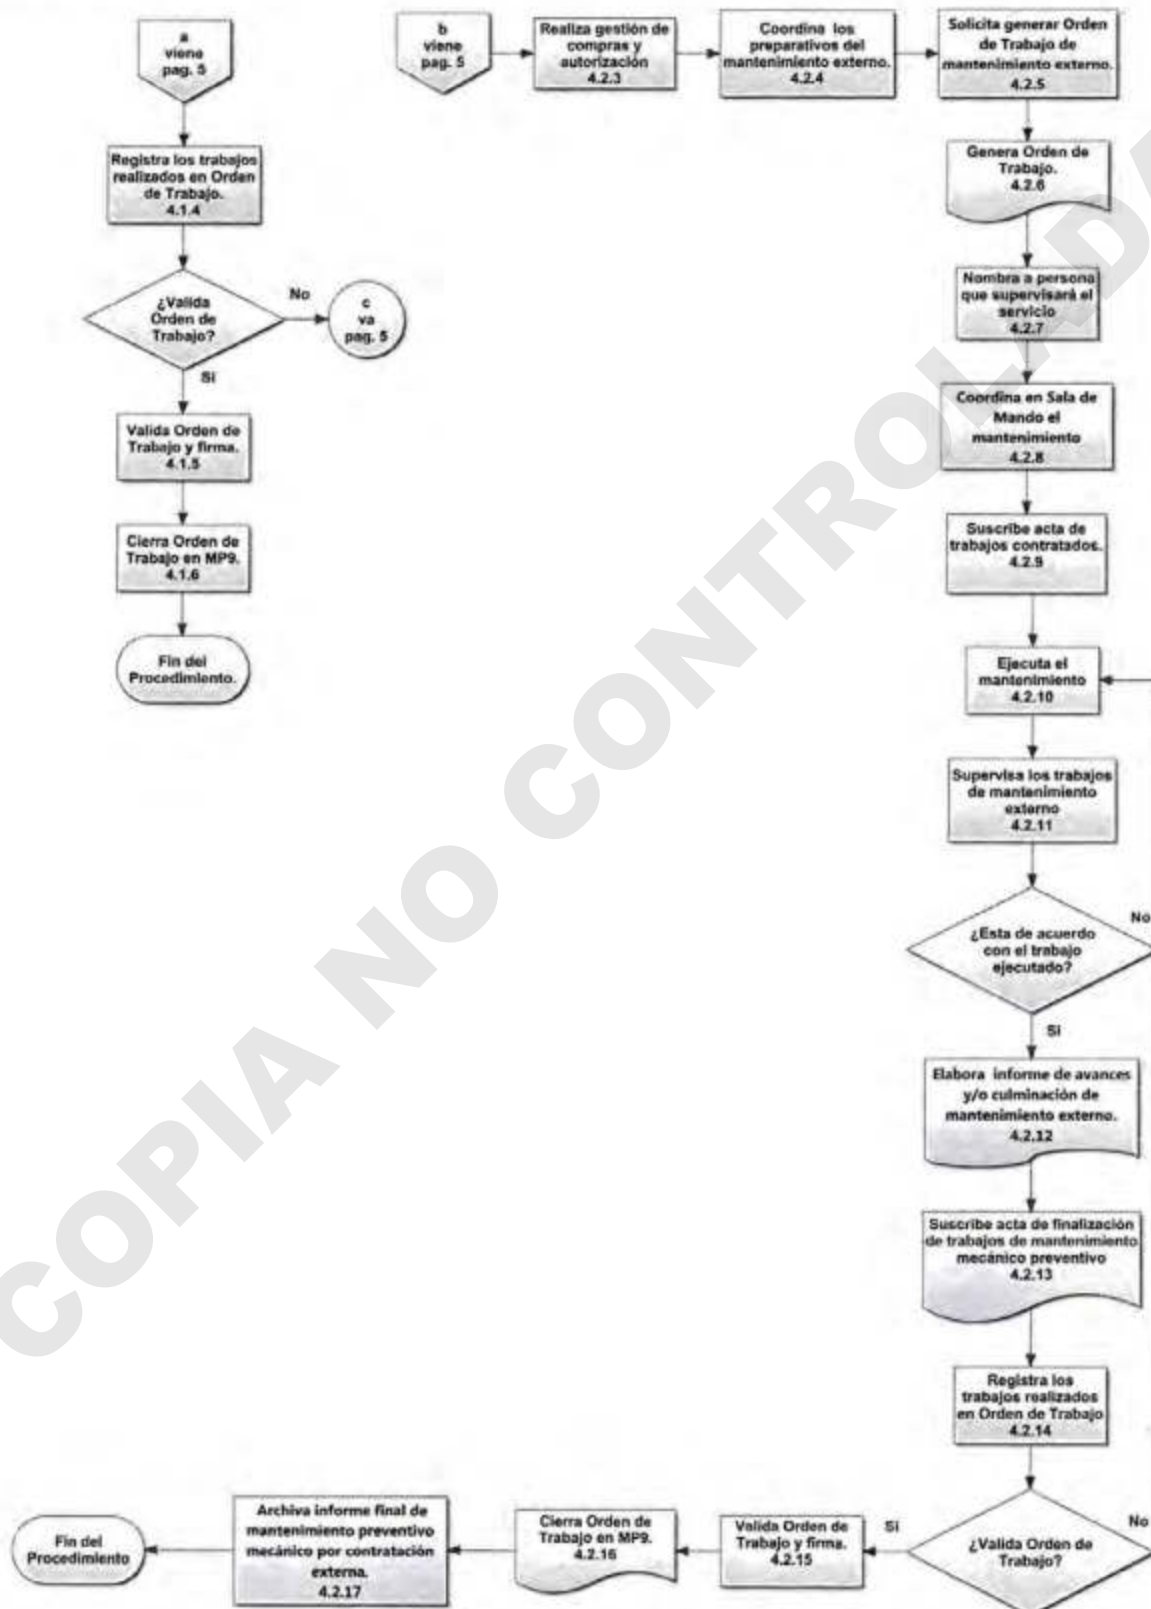 a
viene
pag. 5
Registra los trabajos
realizados en Orden
de Trabajo.
4.1.4
¿Valida
Orden de
Trabajo?
No
c
va
pag. 5
Si
Valida Orden de
Trabajo y firma.
4.1.5
Cierra Orden de
Trabajo en MP9.
4.1.6
Fin del
Procedimiento.
b
viene
pag. 5
Realiza gestión de
compras y
autorización
4.2.3
Coordina los
preparativos del
mantenimiento externo.
4.2.4
Solicita generar Orden
de Trabajo de
mantenimiento externo.
4.2.5
Genera Orden de
Trabajo.
4.2.6
Nombra a persona
que supervisará el
servicio
4.2.7
Coordina en Sala de
Mando el
mantenimiento
4.2.8
Suscribe acta de
trabajos contratados.
4.2.9
Ejecuta el
mantenimiento
4.2.10
Supervisa los trabajos
de mantenimiento
externo
4.2.11
¿Esta de acuerdo
con el trabajo
ejecutado?
No
Si
Elabora informe de avances
y/o culminación de
mantenimiento externo.
4.2.12
Suscribe acta de finalización
de trabajos de mantenimiento
mecánico preventivo
4.2.13
Registra los
trabajos realizados
en Orden de Trabajo
4.2.14
¿Valida Orden de
Trabajo?
No
Si
Valida Orden de
Trabajo y firma.
4.2.15
Cierra Orden de
Trabajo en MP9.
4.2.16
Archiva informe final de
mantenimiento preventivo
mecánico por contratación
externa.
4.2.17
Fin del
Procedimiento
COPIA NO CONTROLADA